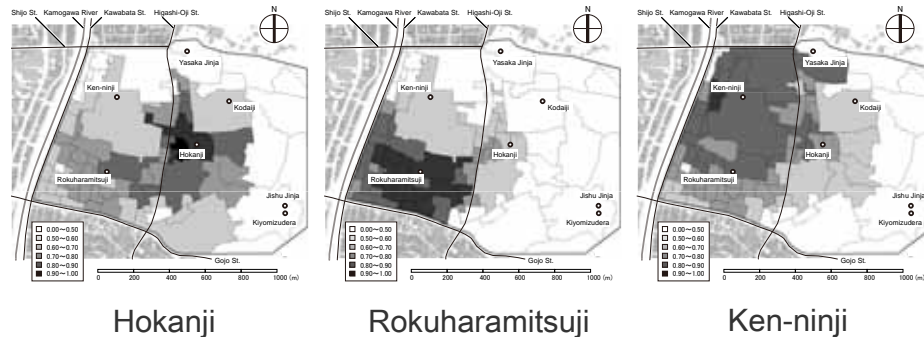 Shijo St. Kamogawa River Kawabata St. Higashi-Oji St.
N
Yasaka Jinja
Ken-ninji
Kodaiji
Hokanji
Rokuharamitsuji
Jishu Jinja
Kiyomizudera
Gojo St.
0.00～0.50
0.50～0.60
0.60～0.70
0.70～0.80
0.80～0.90
0.90～1.00
0 200 400 600 800 1000 (m)
Hokanji
Shijo St. Kamogawa River Kawabata St. Higashi-Oji St.
N
Yasaka Jinja
Ken-ninji
Kodaiji
Hokanji
Rokuharamitsuji
Jishu Jinja
Kiyomizudera
Gojo St.
0.00～0.50
0.50～0.60
0.60～0.70
0.70～0.80
0.80～0.90
0.90～1.00
0 200 400 600 800 1000 (m)
Rokuharamitsuji
Shijo St. Kamogawa River Kawabata St. Higashi-Oji St.
N
Yasaka Jinja
Ken-ninji
Kodaiji
Hokanji
Rokuharamitsuji
Jishu Jinja
Kiyomizudera
Gojo St.
0.00～0.50
0.50～0.60
0.60～0.70
0.70～0.80
0.80～0.90
0.90～1.00
0 200 400 600 800 1000 (m)
Ken-ninji